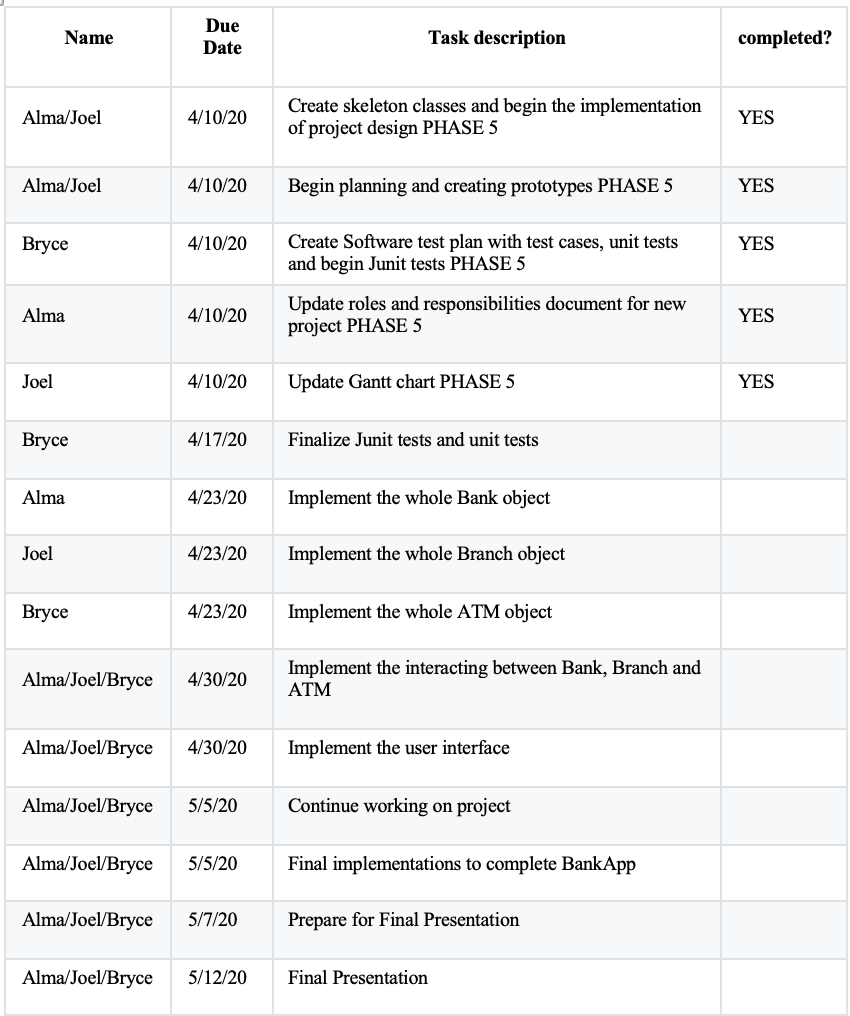 Name Due Date Task description completed?
Alma/Joel 4/10/20 Create skeleton classes and begin the implementation
of project design PHASE 5 YES
Alma/Joel 4/10/20 Begin planning and creating prototypes PHASE 5 YES
Bryce 4/10/20 Create Software test plan with test cases, unit tests
and begin Junit tests PHASE 5 YES
Alma 4/10/20 Update roles and responsibilities document for new
project PHASE 5 YES
Joel 4/10/20 Update Gantt chart PHASE 5 YES
Bryce 4/17/20 Finalize Junit tests and unit tests
Alma 4/23/20 Implement the whole Bank object
Joel 4/23/20 Implement the whole Branch object
Bryce 4/23/20 Implement the whole ATM object
Alma/Joel/Bryce 4/30/20 Implement the interacting between Bank, Branch and
ATM
Alma/Joel/Bryce 4/30/20 Implement the user interface
Alma/Joel/Bryce 5/5/20 Continue working on project
Alma/Joel/Bryce 5/5/20 Final implementations to complete BankApp
Alma/Joel/Bryce 5/7/20 Prepare for Final Presentation
Alma/Joel/Bryce 5/12/20 Final Presentation